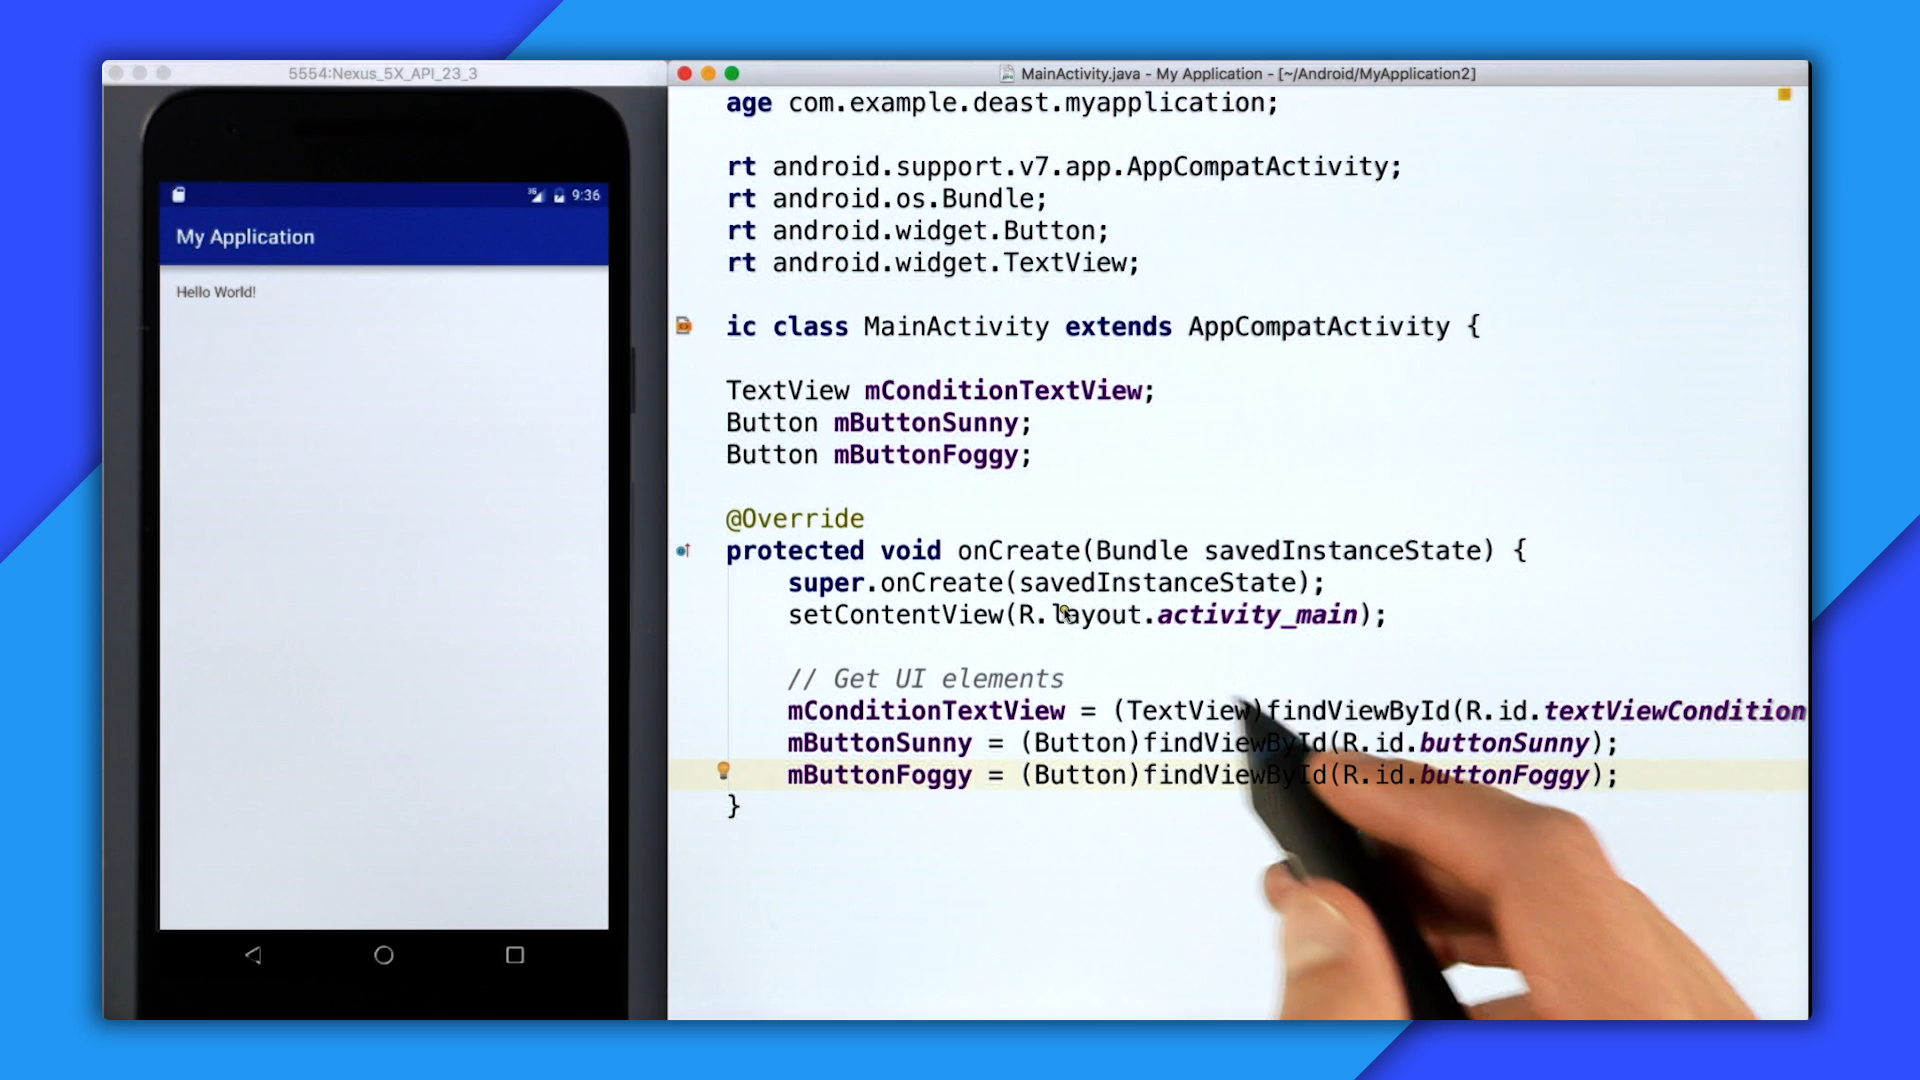 5554:Nexus_5X_API_23_3
9:36
My Application
Hello World!
MainActivity.java - My Application - [~/Android/MyApplication2]
age com.example.deast.myapplication;
rt android.support.v7.app.AppCompatActivity;
rt android.os.Bundle;
rt android.widget.Button;
rt android.widget.TextView;
ic class MainActivity extends AppCompatActivity {
TextView mConditionTextView;
Button mButtonSunny;
Button mButtonFoggy;
@Override
protected void onCreate(Bundle savedInstanceState) {
super.onCreate(savedInstanceState);
setContentView(R.layout.activity_main);
// Get UI elements
mConditionTextView = (TextView)findViewById(R.id.textViewCondition
mButtonSunny = (Button)findViewById(R.id.buttonSunny);
mButtonFoggy = (Button)findViewById(R.id.buttonFoggy);
}